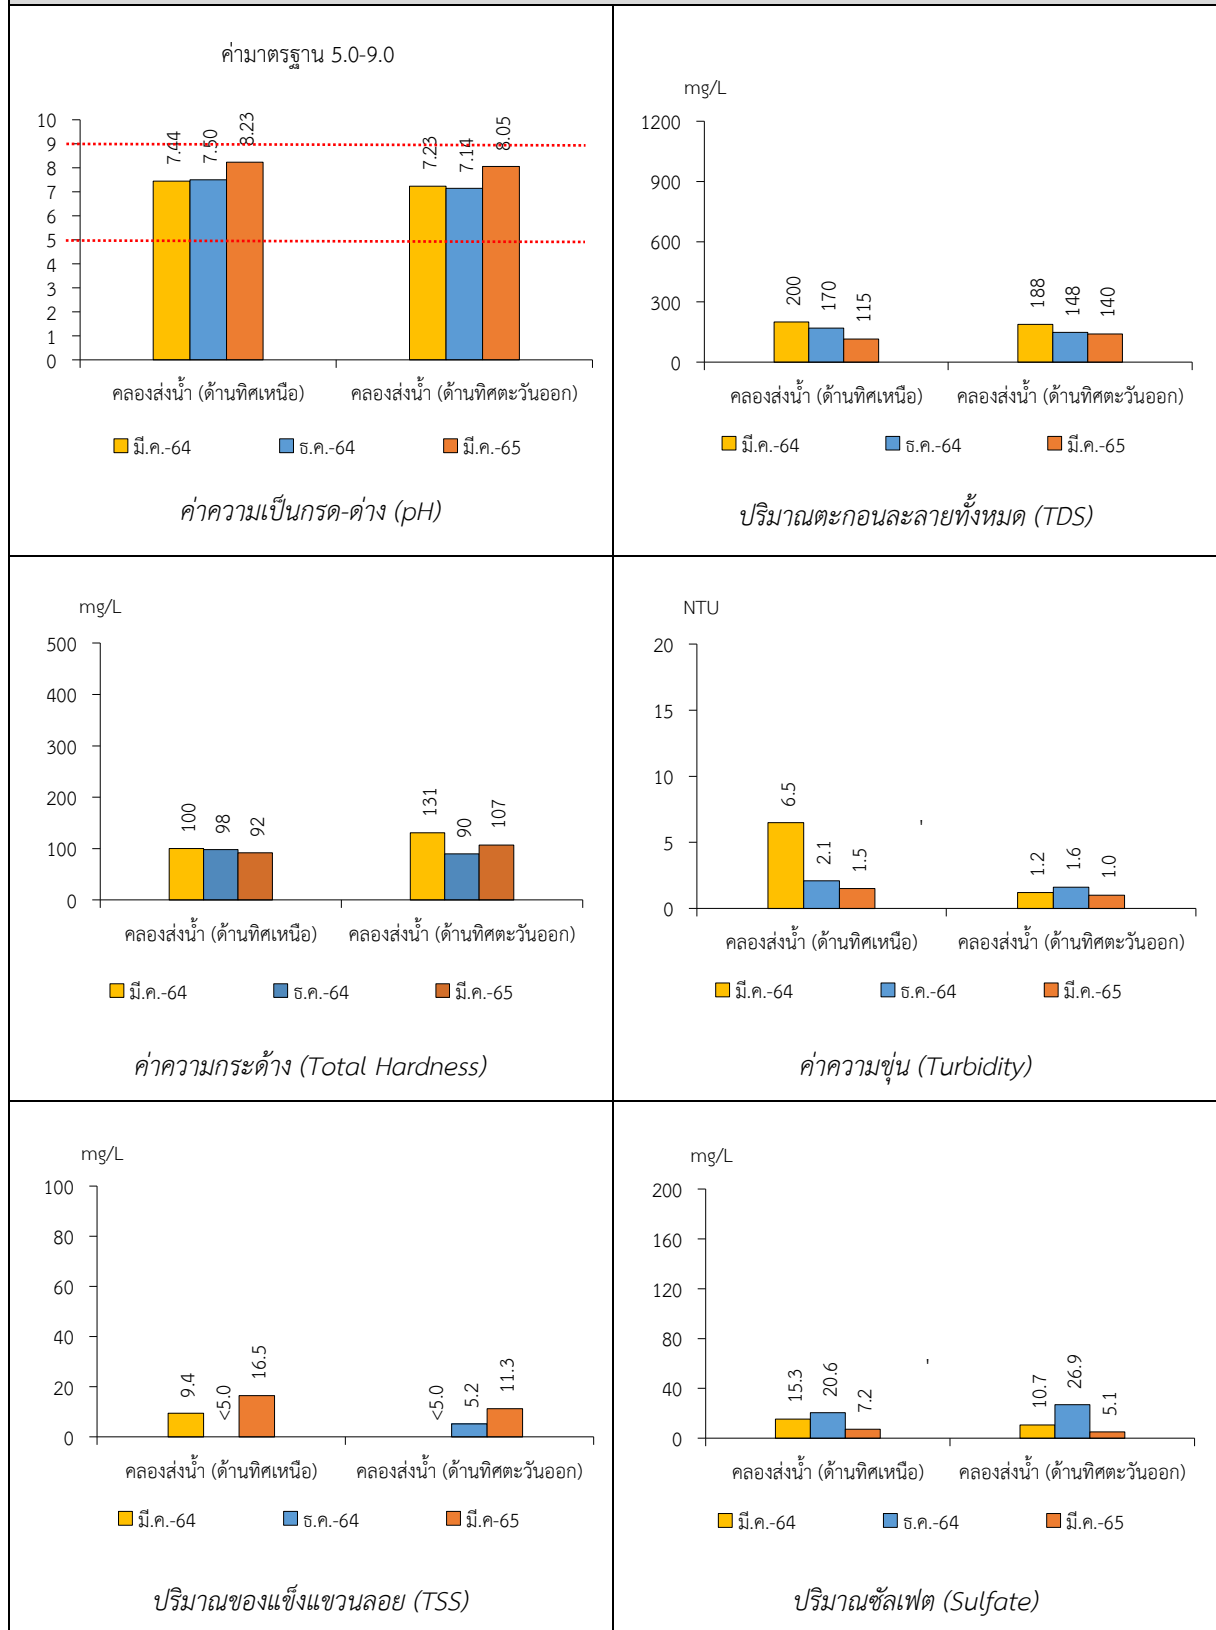 ค่ามาตรฐาน 5.0-9.0
10
9
8
7
6
5
4
3
2
1
0
7.44
7.50
8.23
7.23
7.14
8.05
คลองส่งน้ำ (ด้านทิศเหนือ)
คลองส่งน้ำ (ด้านทิศตะวันออก)
มี.ค.-64
ธ.ค.-64
มี.ค.-65
ค่าความเป็นกรด-ด่าง (pH)
mg/L
1200
900
600
300
0
200
170
115
188
148
140
คลองส่งน้ำ (ด้านทิศเหนือ)
คลองส่งน้ำ (ด้านทิศตะวันออก)
มี.ค.-64
ธ.ค.-64
มี.ค.-65
ปริมาณตะกอนละลายทั้งหมด (TDS)
mg/L
500
400
300
200
100
0
100
98
92
131
90
107
คลองส่งน้ำ (ด้านทิศเหนือ)
คลองส่งน้ำ (ด้านทิศตะวันออก)
มี.ค.-64
ธ.ค.-64
มี.ค.-65
ค่าความกระด้าง (Total Hardness)
NTU
20
15
10
5
0
6.5
2.1
1.5
'
1.2
1.6
1.0
คลองส่งน้ำ (ด้านทิศเหนือ)
คลองส่งน้ำ (ด้านทิศตะวันออก)
มี.ค.-64
ธ.ค.-64
มี.ค.-65
ค่าความขุ่น (Turbidity)
mg/L
100
80
60
40
20
0
9.4
<5.0
16.5
<5.0
5.2
11.3
คลองส่งน้ำ (ด้านทิศเหนือ)
คลองส่งน้ำ (ด้านทิศตะวันออก)
มี.ค.-64
ธ.ค.-64
มี.ค-65
ปริมาณของแข็งแขวนลอย (TSS)
mg/L
200
160
120
80
40
0
15.3
20.6
7.2
'
10.7
26.9
5.1
คลองส่งน้ำ (ด้านทิศเหนือ)
คลองส่งน้ำ (ด้านทิศตะวันออก)
มี.ค.-64
ธ.ค.-64
มี.ค.-65
ปริมาณซัลเฟต (Sulfate)